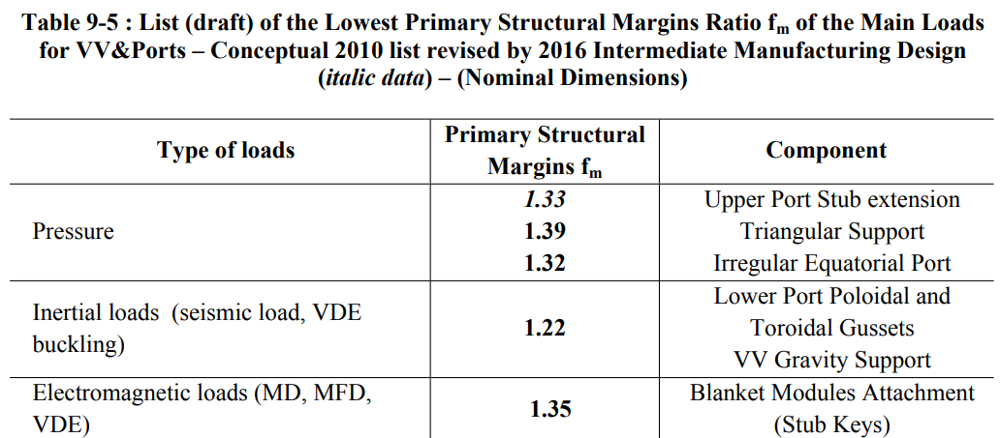 Table 9-5 : List (draft) of the Lowest Primary Structural Margins Ratio fm of the Main Loads
for VV&Ports – Conceptual 2010 list revised by 2016 Intermediate Manufacturing Design
(italic data) – (Nominal Dimensions)
Type of loads
Primary Structural
Margins fm
Component
Pressure
1.33
Upper Port Stub extension
1.39
Triangular Support
1.32
Irregular Equatorial Port
Inertial loads (seismic load, VDE
buckling)
1.22
Lower Port Poloidal and
Toroidal Gussets
VV Gravity Support
Electromagnetic loads (MD, MFD,
VDE)
1.35
Blanket Modules Attachment
(Stub Keys)